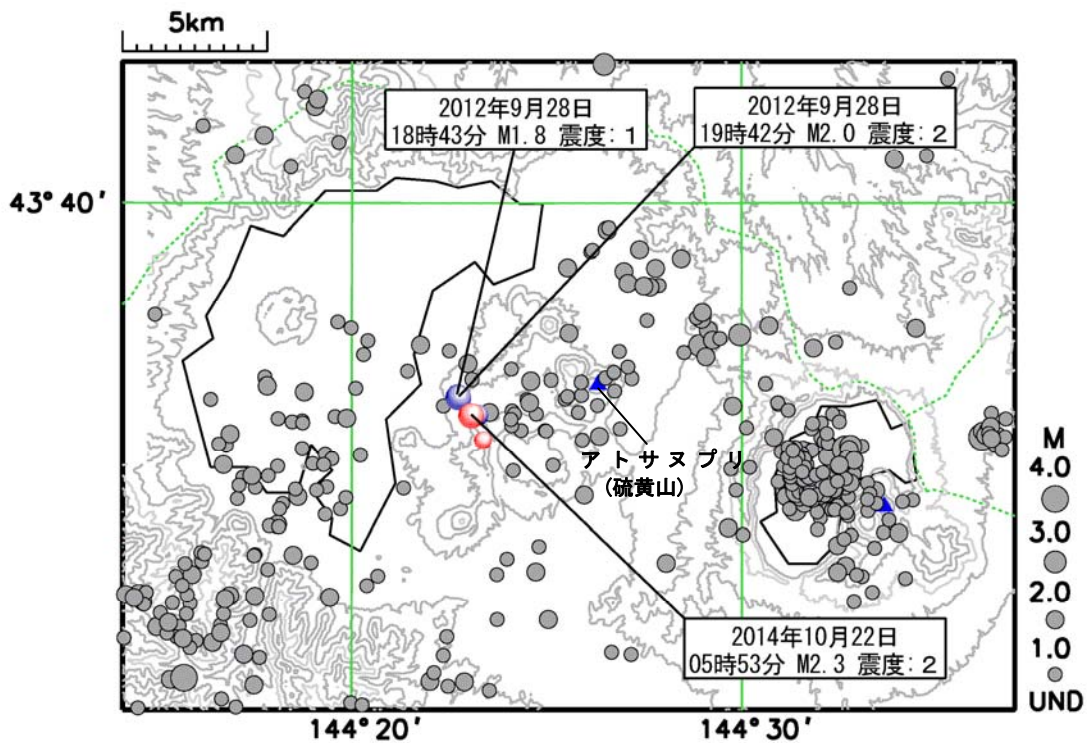 5km
2012年9月28日
18時43分 M1.8 震度:1
2012年9月28日
19時42分 M2.0 震度:2
43°40'
アトサヌプリ
(硫黄山)
M
4.0
3.0
2.0
1.0
UND
2014年10月22日
05時53分 M2.3 震度:2
144°20'
144°30'